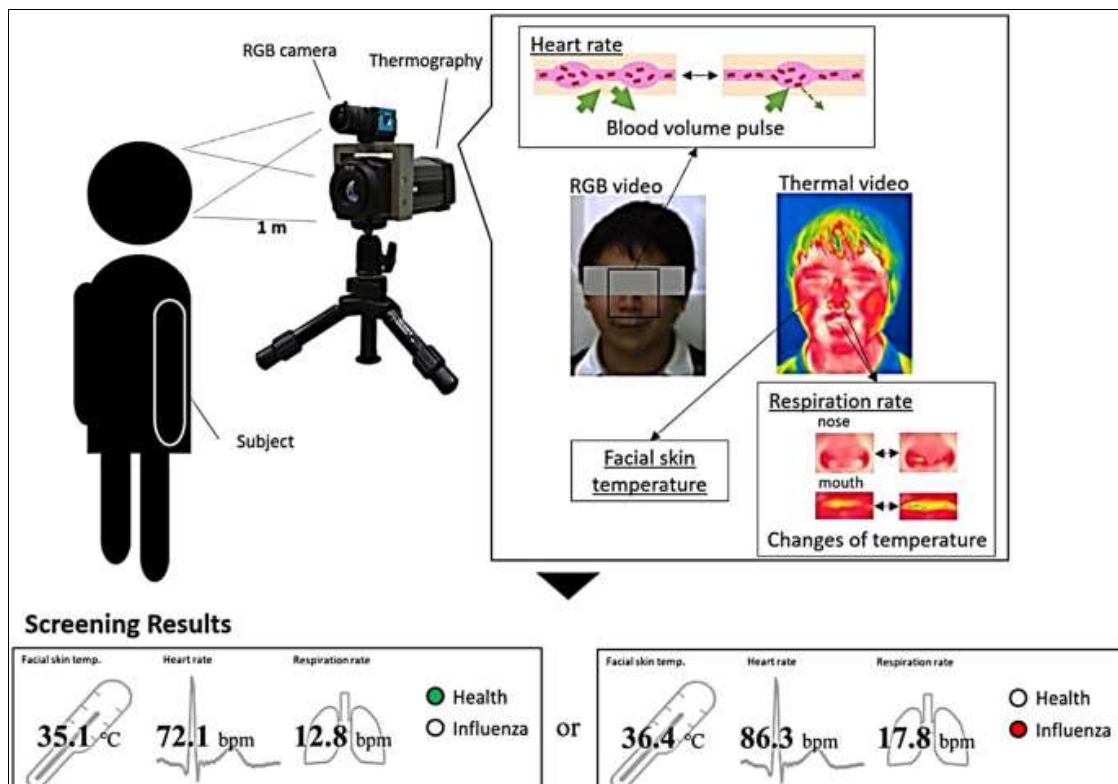 RGB camera
Thermography
1 m
Subject
Heart rate
Blood volume pulse
RGB video
Thermal video
Facial skin
temperature
Respiration rate
nose
mouth
Changes of temperature
Screening Results
Facial skin temp.
Heart rate
Respiration rate
35.1 °C
72.1 bpm
12.8 bpm
Health
Influenza
or
Facial skin temp.
Heart rate
Respiration rate
36.4 °C
86.3 bpm
17.8 bpm
Health
Influenza